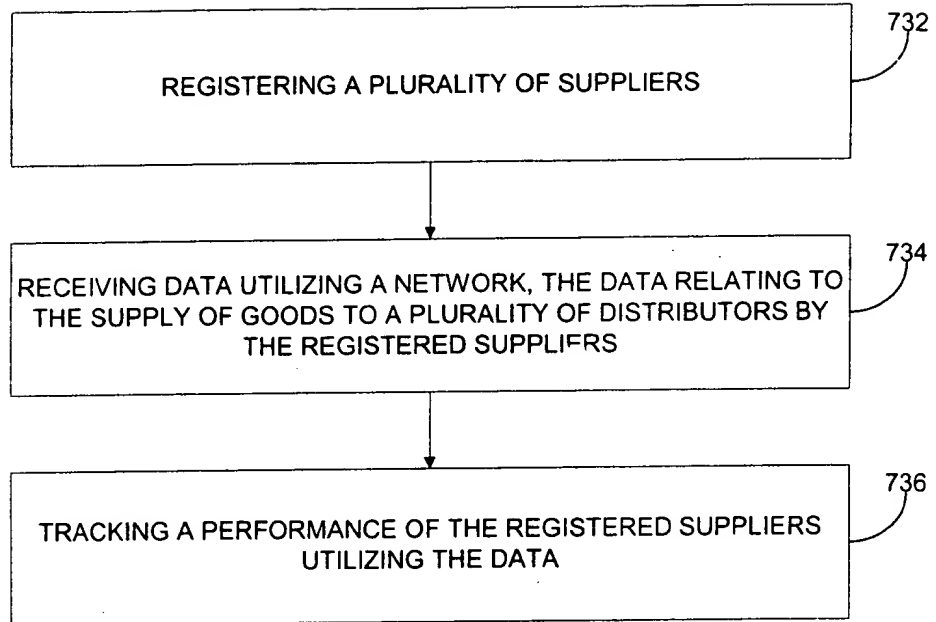 732
REGISTERING A PLURALITY OF SUPPLIERS
734
RECEIVING DATA UTILIZING A NETWORK, THE DATA RELATING TO
THE SUPPLY OF GOODS TO A PLURALITY OF DISTRIBUTORS BY
THE REGISTERED SUPPLIERS
736
TRACKING A PERFORMANCE OF THE REGISTERED SUPPLIERS
UTILIZING THE DATA